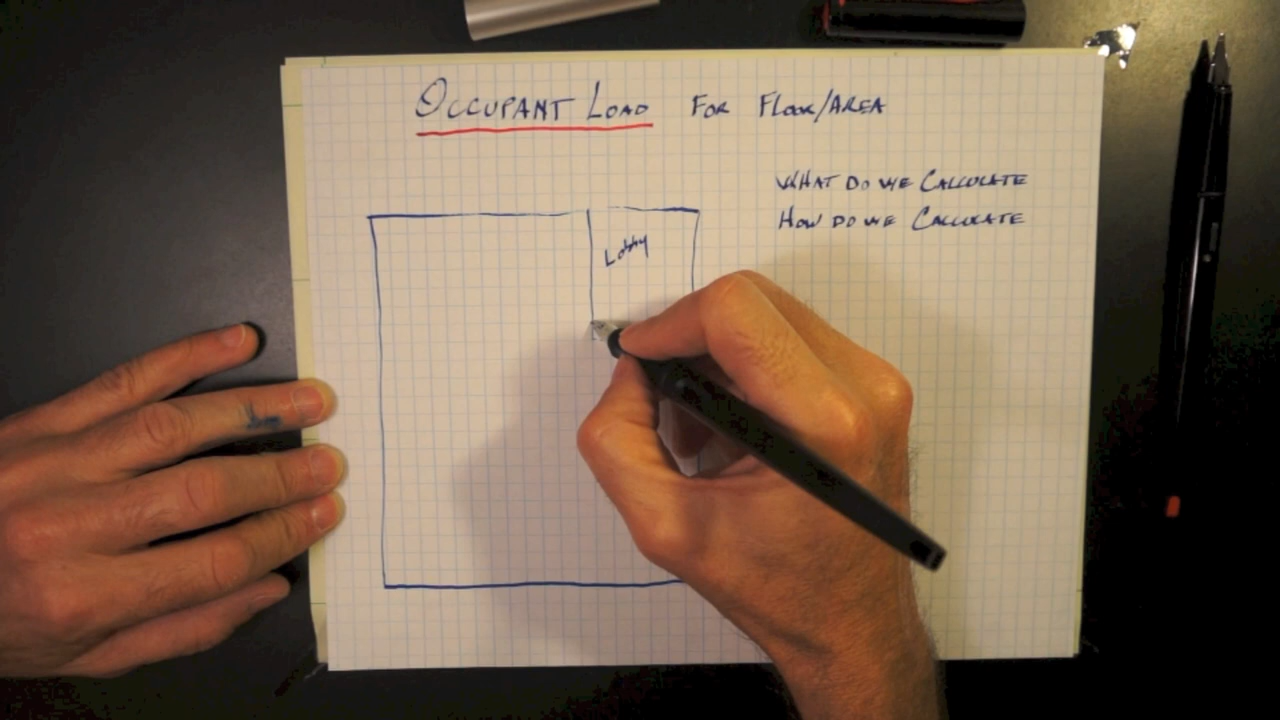 OCCUPANT LOAD FOR FLOOR/AREA
WHAT DO WE CALCULATE
HOW DO WE CALCULATE
Lobby